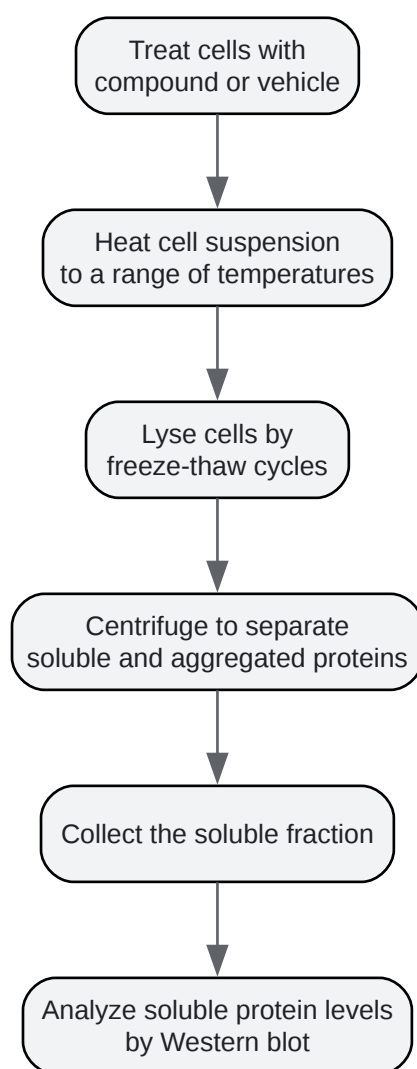 Treat cells with
compound or vehicle
Heat cell suspension
to a range of temperatures
Lyse cells by
freeze-thaw cycles
Centrifuge to separate
soluble and aggregated proteins
Collect the soluble fraction
Analyze soluble protein levels
by Western blot